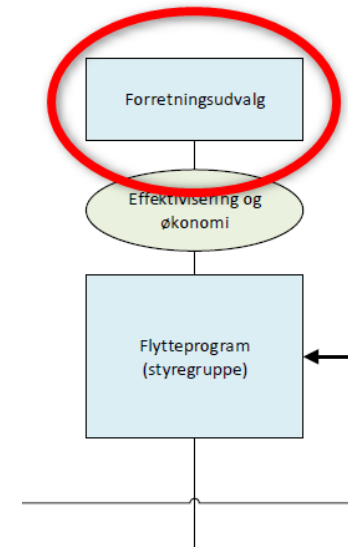 Forretningsudvalg
Effektivisering og
økonomi
Flytteprogram
(styregruppe)